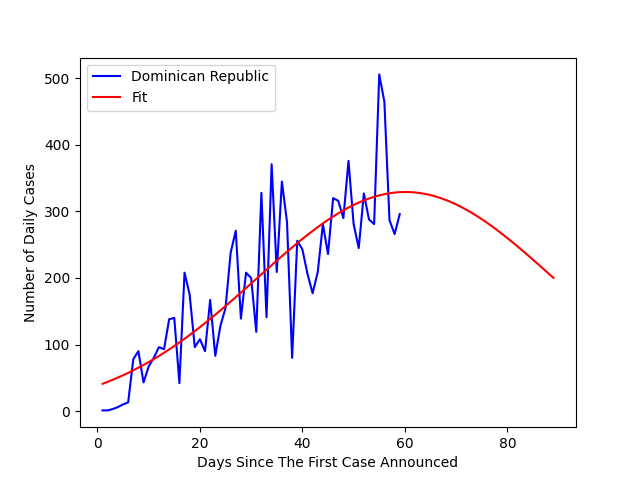 Dominican Republic
Fit
500
400
300
200
100
0
Number of Daily Cases
0 20 40 60 80
Days Since The First Case Announced